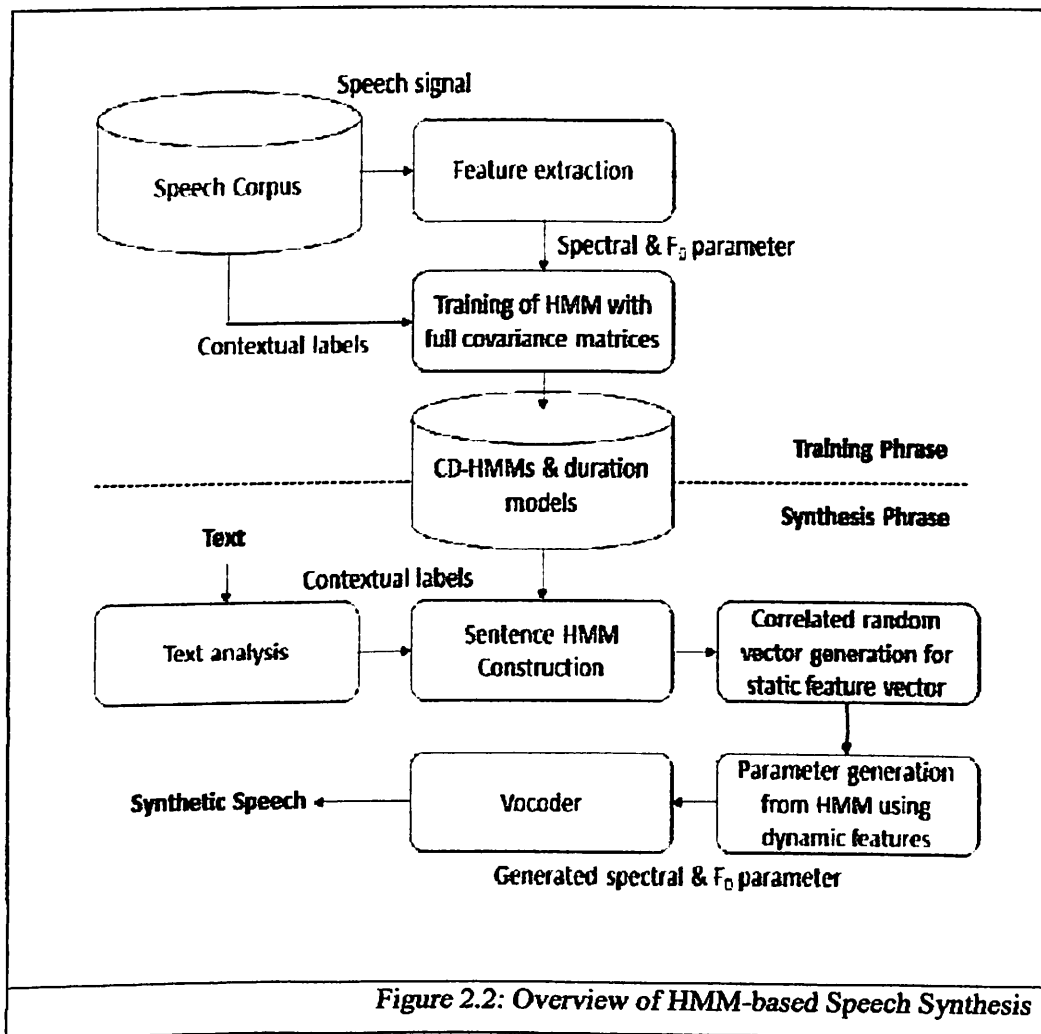 Speech signal
Speech Corpus
Feature extraction
Spectral & F₀ parameter
Training of HMM with
full covariance matrices
Contextual labels
CD-HMMs & duration
models
Training Phrase
Synthesis Phrase
Text
Contextual labels
Text analysis
Sentence HMM
Construction
Correlated random
vector generation for
static feature vector
Parameter generation
from HMM using
dynamic features
Vocoder
Synthetic Speech
Generated spectral & F₀ parameter
Figure 2.2: Overview of HMM-based Speech Synthesis